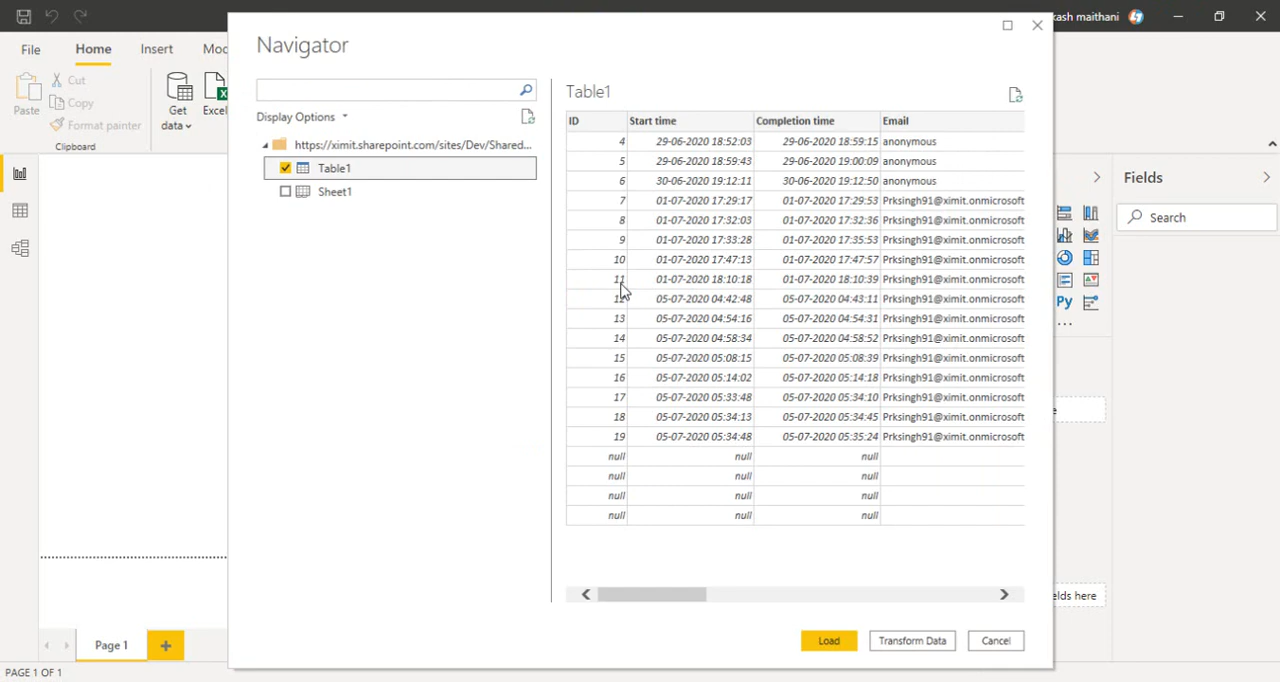 kash maithani
File Home Insert Mod
Paste
Cut
Copy
Format painter
Clipboard
Get data
Excel
Navigator
Display Options
https://ximit.sharepoint.com/sites/Dev/Shared...
Table1
Sheet1
Table1
ID Start time Completion time Email
4 29-06-2020 18:52:03 29-06-2020 18:59:15 anonymous
5 29-06-2020 18:59:43 29-06-2020 19:00:09 anonymous
6 30-06-2020 19:12:11 30-06-2020 19:12:50 anonymous
7 01-07-2020 17:29:17 01-07-2020 17:29:53 Prksingh91@ximit.onmicrosoft
8 01-07-2020 17:32:03 01-07-2020 17:32:36 Prksingh91@ximit.onmicrosoft
9 01-07-2020 17:33:28 01-07-2020 17:35:53 Prksingh91@ximit.onmicrosoft
10 01-07-2020 17:47:13 01-07-2020 17:47:57 Prksingh91@ximit.onmicrosoft
11 01-07-2020 18:10:18 01-07-2020 18:10:39 Prksingh91@ximit.onmicrosoft
12 05-07-2020 04:42:48 05-07-2020 04:43:11 Prksingh91@ximit.onmicrosoft
13 05-07-2020 04:54:16 05-07-2020 04:54:31 Prksingh91@ximit.onmicrosoft
14 05-07-2020 04:58:34 05-07-2020 04:58:52 Prksingh91@ximit.onmicrosoft
15 05-07-2020 05:08:15 05-07-2020 05:08:39 Prksingh91@ximit.onmicrosoft
16 05-07-2020 05:14:02 05-07-2020 05:14:18 Prksingh91@ximit.onmicrosoft
17 05-07-2020 05:33:48 05-07-2020 05:34:10 Prksingh91@ximit.onmicrosoft
18 05-07-2020 05:34:13 05-07-2020 05:34:45 Prksingh91@ximit.onmicrosoft
19 05-07-2020 05:34:48 05-07-2020 05:35:24 Prksingh91@ximit.onmicrosoft
null null null
null null null
null null null
null null null
Load Transform Data Cancel
Fields
Search
Py
e
elds here
Page 1
PAGE 1 OF 1